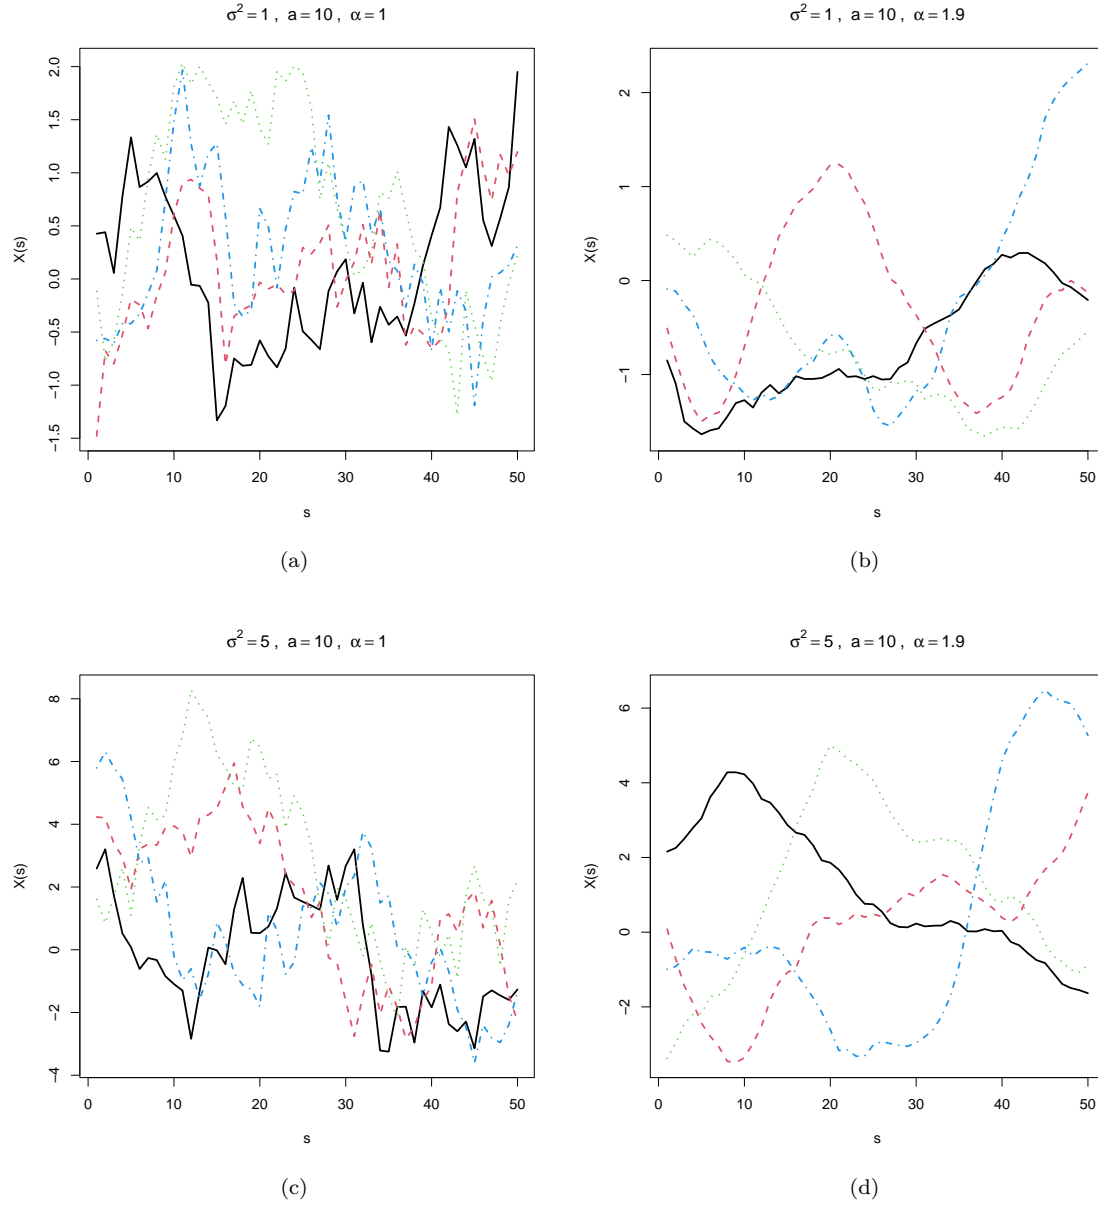 σ² = 1 , a = 10 , α = 1
X(s)
2.0
1.5
1.0
0.5
0.0
−0.5
−1.0
−1.5
0 10 20 30 40 50
s
(a)
σ² = 1 , a = 10 , α = 1.9
X(s)
2
1
0
−1
0 10 20 30 40 50
s
(b)
σ² = 5 , a = 10 , α = 1
X(s)
8
6
4
2
0
−2
−4
0 10 20 30 40 50
s
(c)
σ² = 5 , a = 10 , α = 1.9
X(s)
6
4
2
0
−2
0 10 20 30 40 50
s
(d)